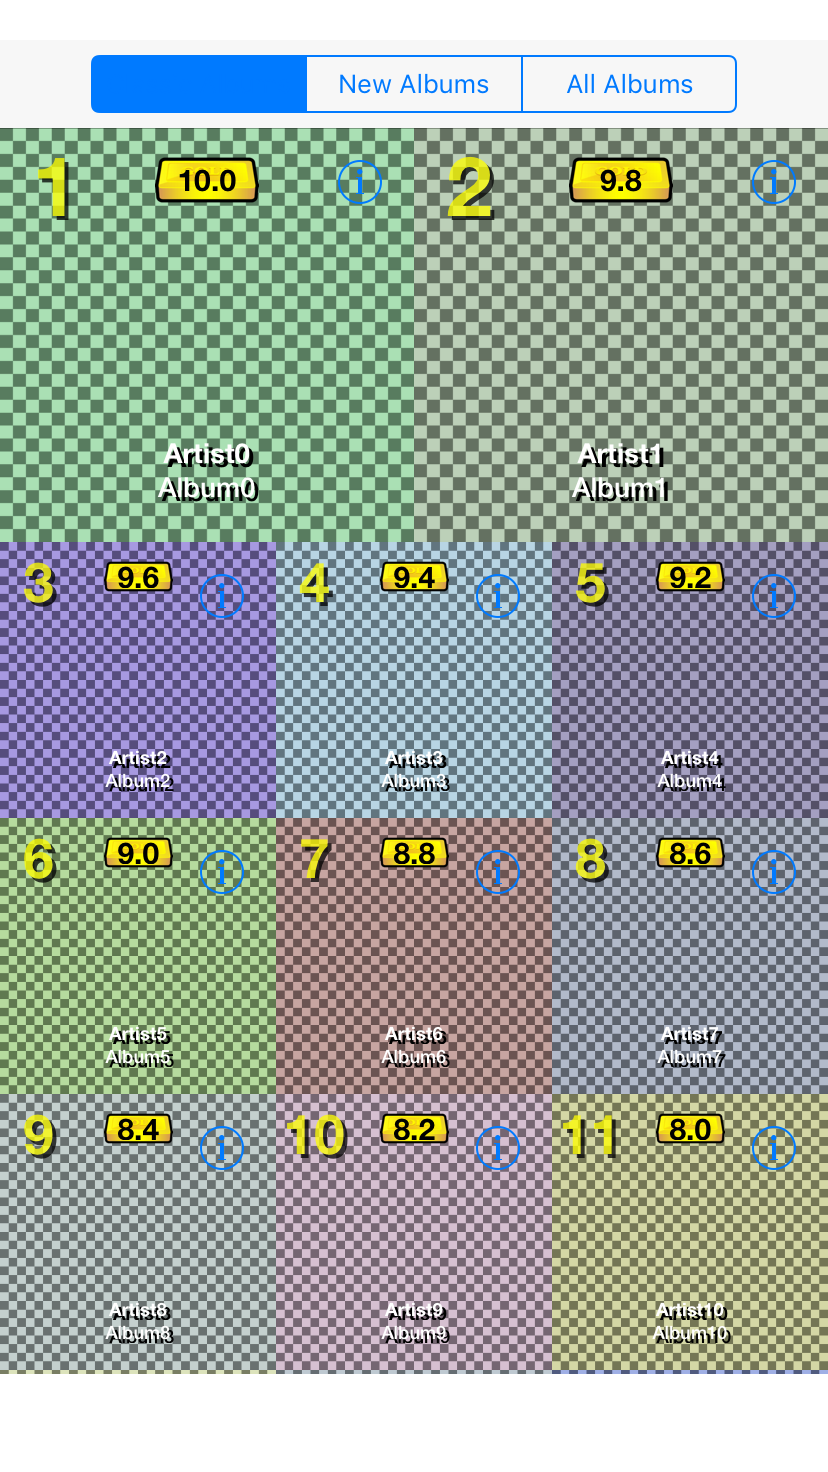 New Albums All Albums
1 10.0 i 2 9.8 i
Artist0 Artist1
Album0 Album1
3 9.6 i 4 9.4 i 5 9.2 i
Artist2 Artist3 Artist4
Album2 Album3 Album4
6 9.0 i 7 8.8 i 8 8.6 i
Artist5 Artist6 Artist7
Album5 Album6 Album7
9 8.4 i 10 8.2 i 11 8.0 i
Artist8 Artist9 Artist10
Album8 Album9 Album10